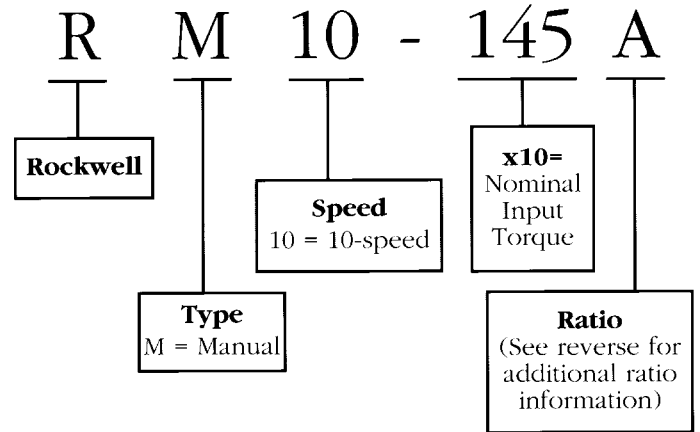 R M 10 - 145 A
Rockwell
x10=
Nominal
Input
Torque
Speed
10 = 10-speed
Type
M = Manual
Ratio
(See reverse for
additional ratio
information)